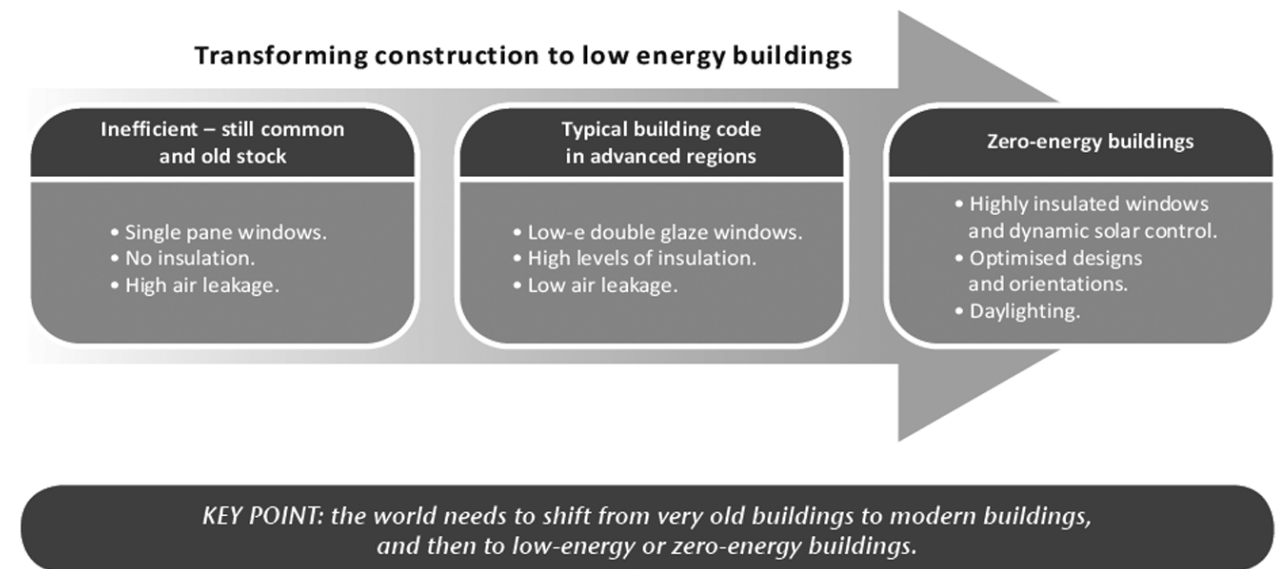 Transforming construction to low energy buildings
Inefficient – still common
and old stock
• Single pane windows.
• No insulation.
• High air leakage.
Typical building code
in advanced regions
• Low-e double glaze windows.
• High levels of insulation.
• Low air leakage.
Zero-energy buildings
• Highly insulated windows
and dynamic solar control.
• Optimised designs
and orientations.
• Daylighting.
KEY POINT: the world needs to shift from very old buildings to modern buildings,
and then to low-energy or zero-energy buildings.